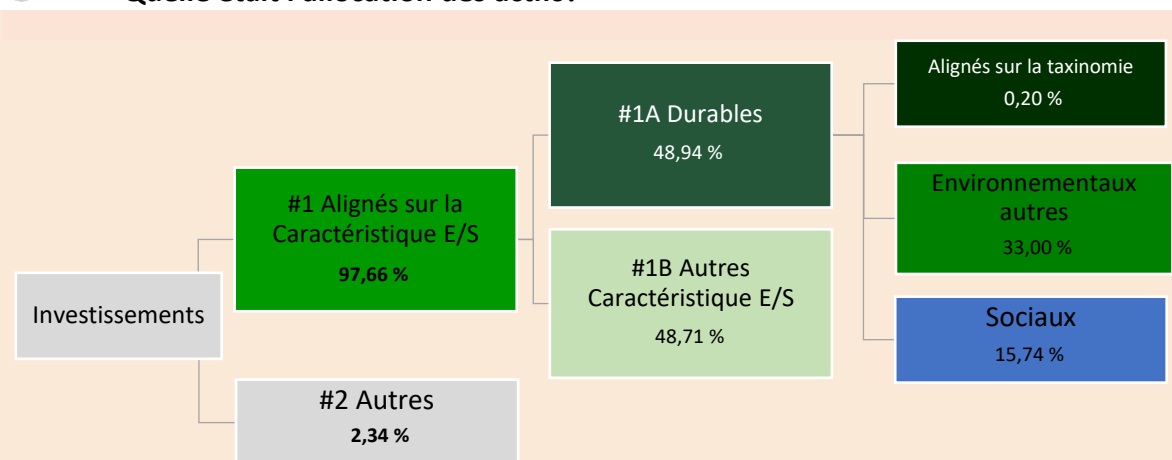 Quelle était l'allocation des actifs?
Investissements
#1 Alignés sur la
Caractéristique E/S
97,66 %
#2 Autres
2,34 %
#1A Durables
48,94 %
#1B Autres
Caractéristique E/S
48,71 %
Alignés sur la taxinomie
0,20 %
Environnementaux
autres
33,00 %
Sociaux
15,74 %